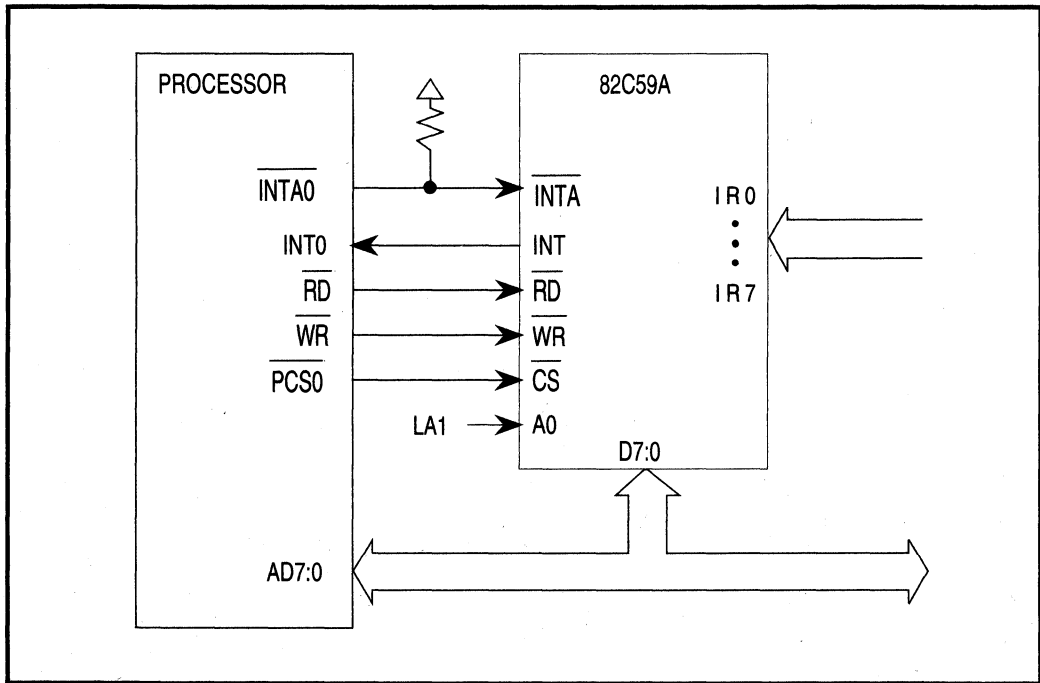 PROCESSOR
82C59A
INTA0
INTA
IR0
INT0
INT
RD
RD
IR7
WR
WR
PCS0
CS
LA1
A0
D7:0
AD7:0